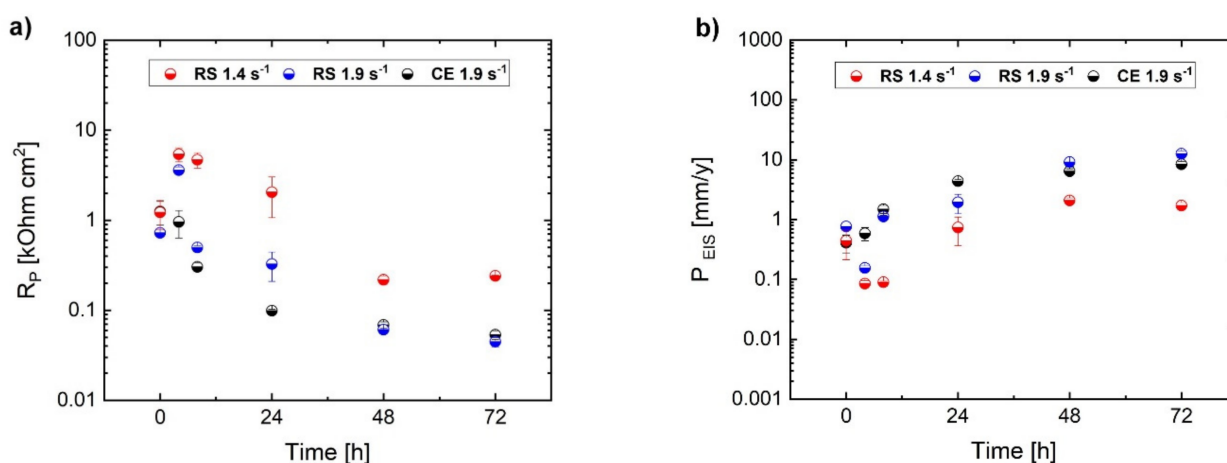 a)
100
10
1
0.1
0.01
R_P [kOhm cm²]
RS 1.4 s⁻¹ RS 1.9 s⁻¹ CE 1.9 s⁻¹
0 24 48 72
Time [h]
b)
1000
100
10
1
0.1
0.01
0.001
P_EIS [mm/y]
RS 1.4 s⁻¹ RS 1.9 s⁻¹ CE 1.9 s⁻¹
0 24 48 72
Time [h]